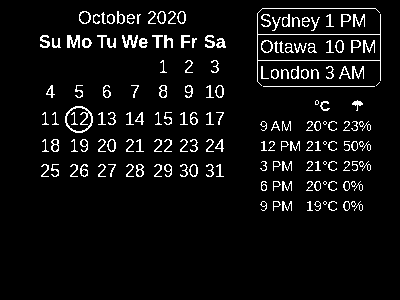 October 2020
Su Mo Tu We Th Fr Sa
1 2 3
4 5 6 7 8 9 10
11 12 13 14 15 16 17
18 19 20 21 22 23 24
25 26 27 28 29 30 31
Sydney 1 PM
Ottawa 10 PM
London 3 AM
°C ☂
9 AM 20°C 23%
12 PM 21°C 50%
3 PM 21°C 25%
6 PM 20°C 0%
9 PM 19°C 0%